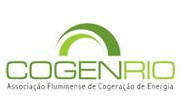 COGENRIO
Associação Fluminense de Cogeração de Energia